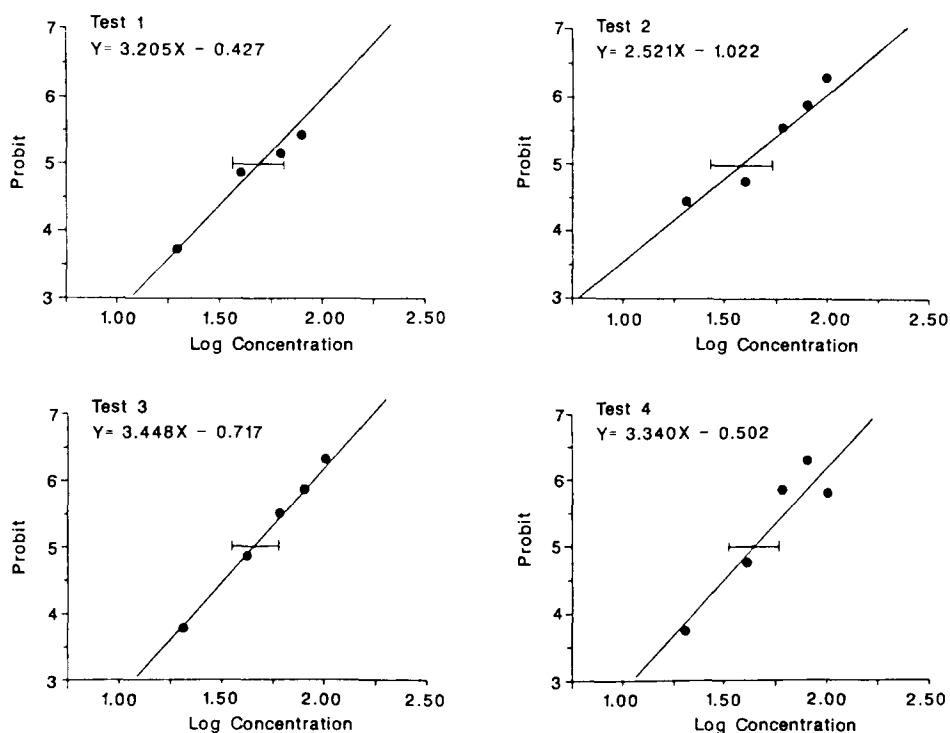 Test 1
Y= 3.205X - 0.427
7
6
5
4
3
Probit
1.00 1.50 2.00 2.50
Log Concentration
Test 2
Y= 2.521X - 1.022
7
6
5
4
3
Probit
1.00 1.50 2.00 2.50
Log Concentration
Test 3
Y= 3.448X - 0.717
7
6
5
4
3
Probit
1.00 1.50 2.00 2.50
Log Concentration
Test 4
Y= 3.340X - 0.502
7
6
5
4
3
Probit
1.00 1.50 2.00 2.50
Log Concentration